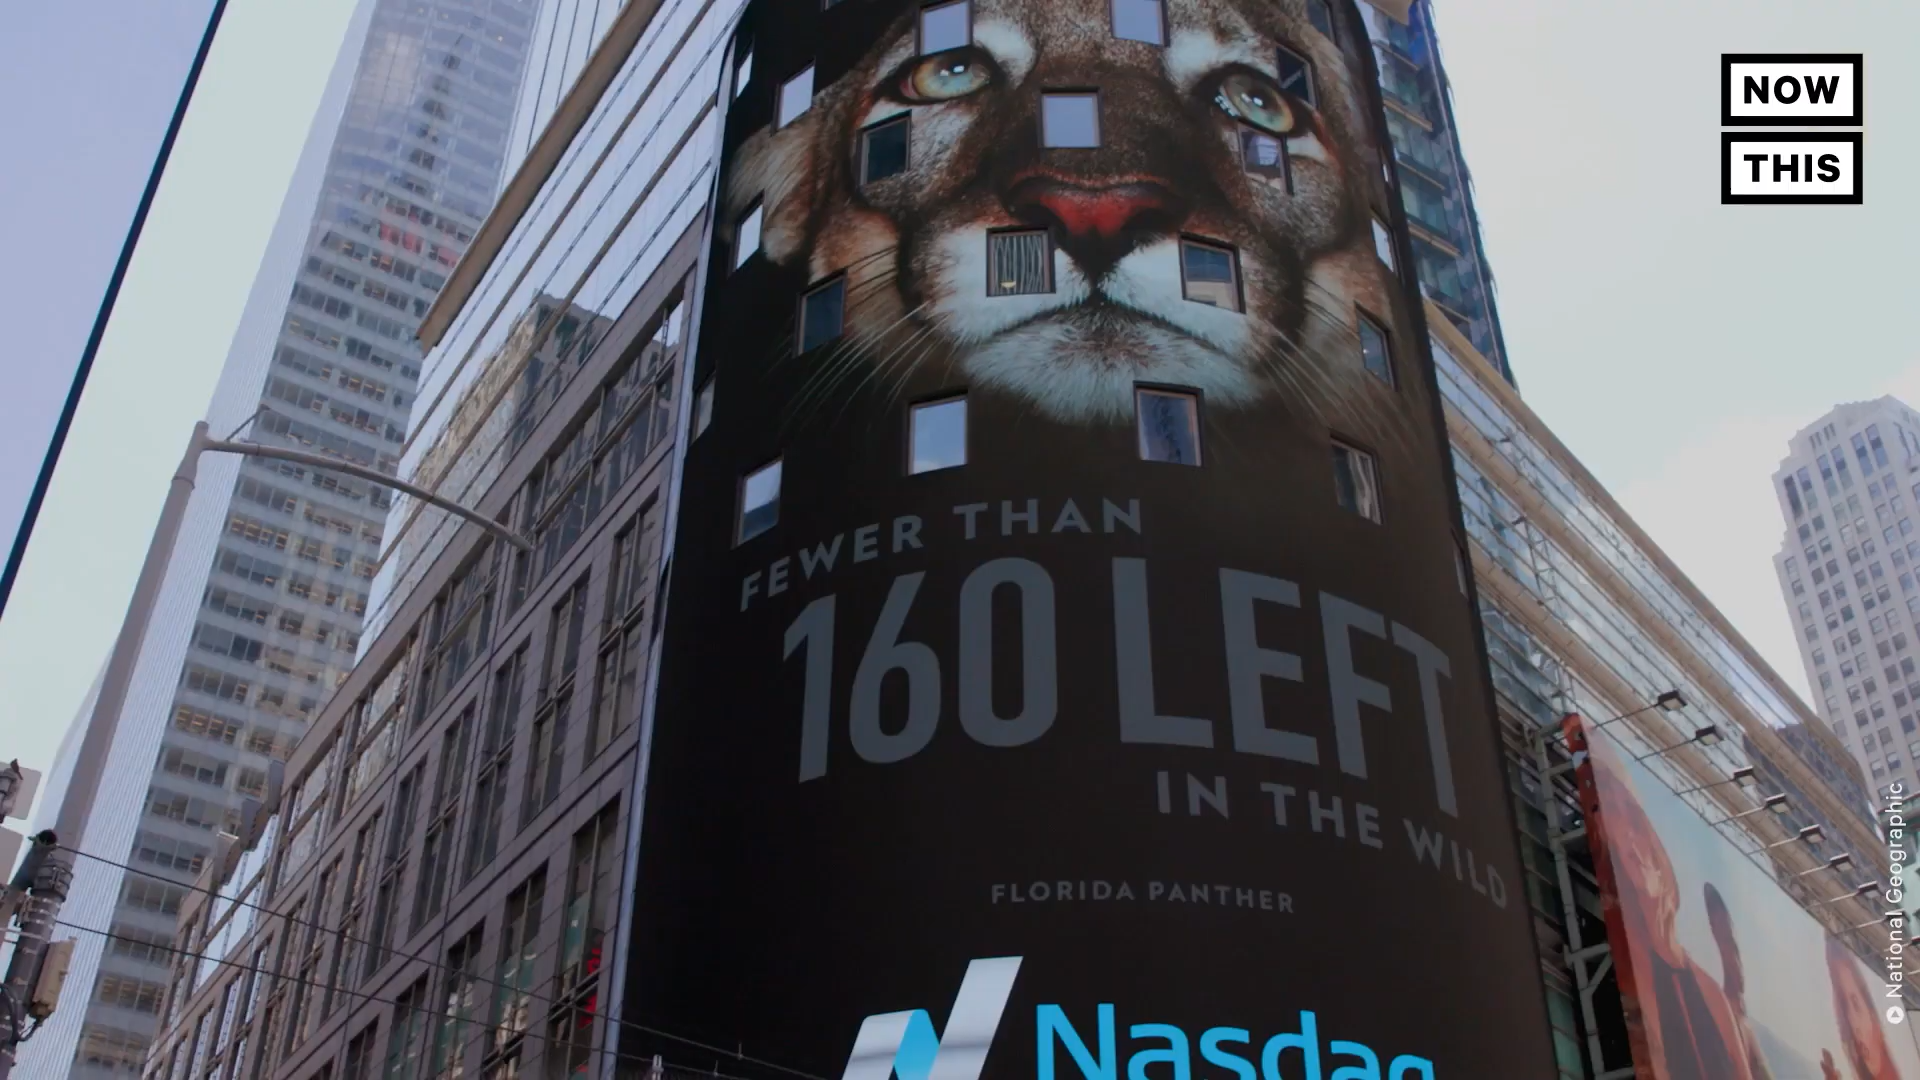 NOW
THIS
FEWER THAN
160 LEFT
IN THE WILD
FLORIDA PANTHER
Nasdaq
National Geographic